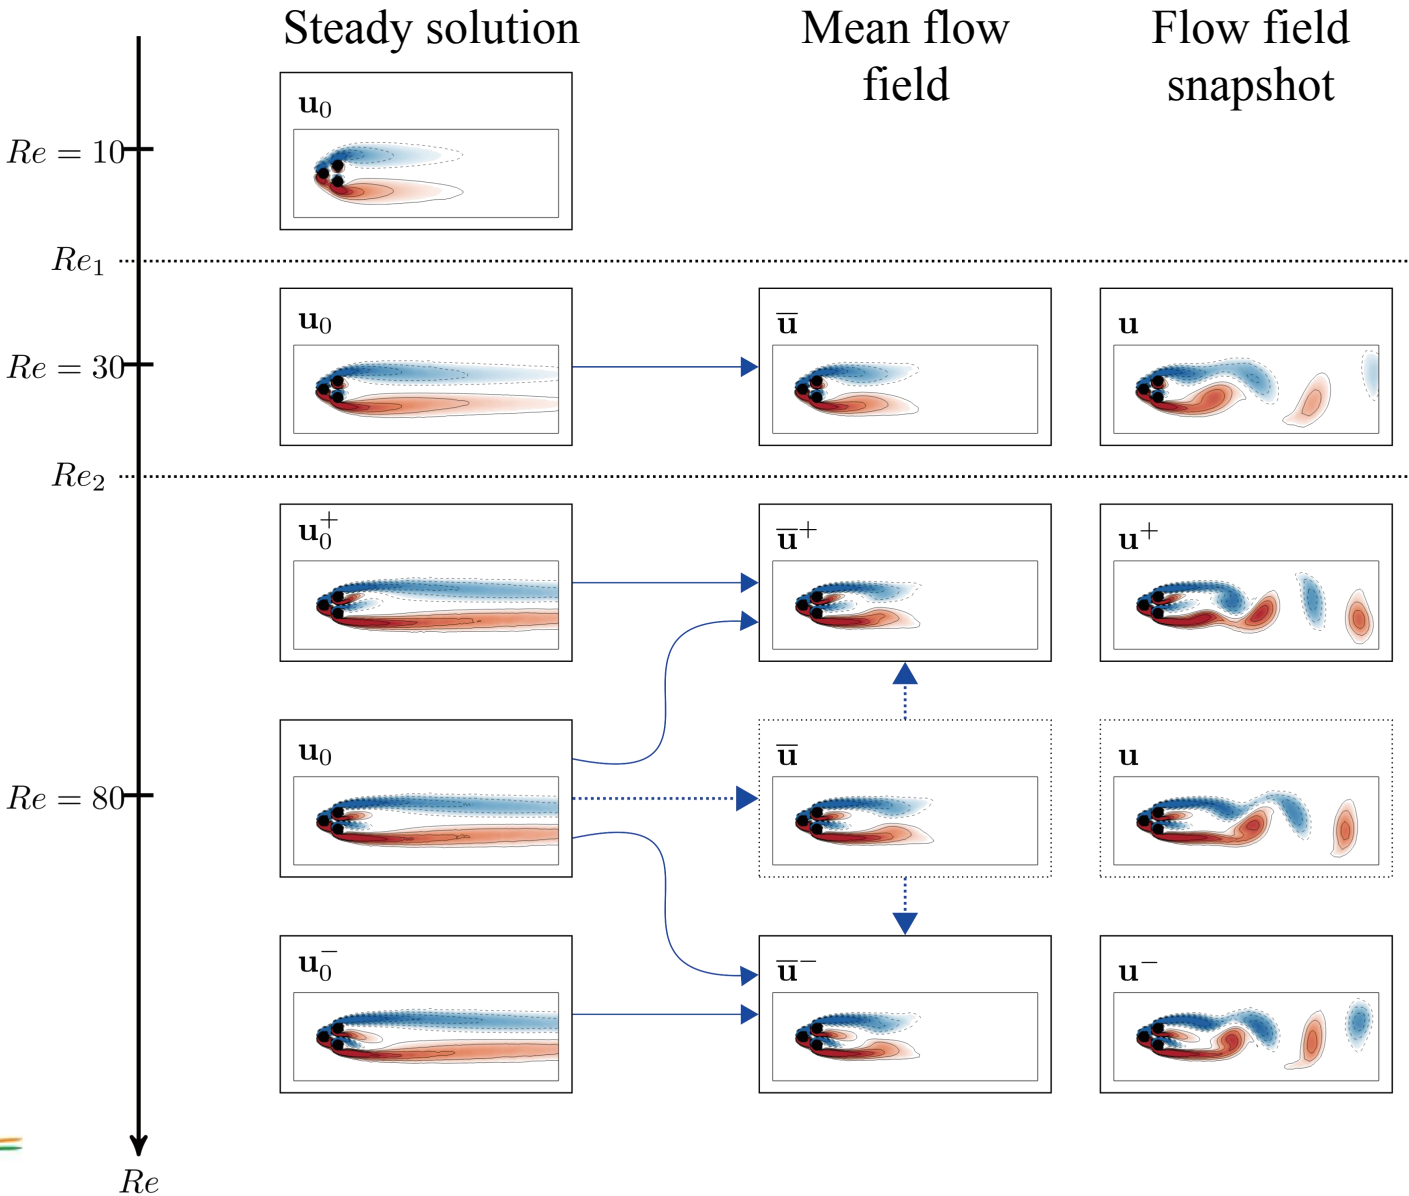 Steady solution
Mean flow
field
Flow field
snapshot
u₀
Re = 10
Re₁
u₀
u̅
u
Re = 30
Re₂
u₀⁺
u̅⁺
u⁺
u₀
u̅
u
Re = 80
u₀⁻
u̅⁻
u⁻
Re